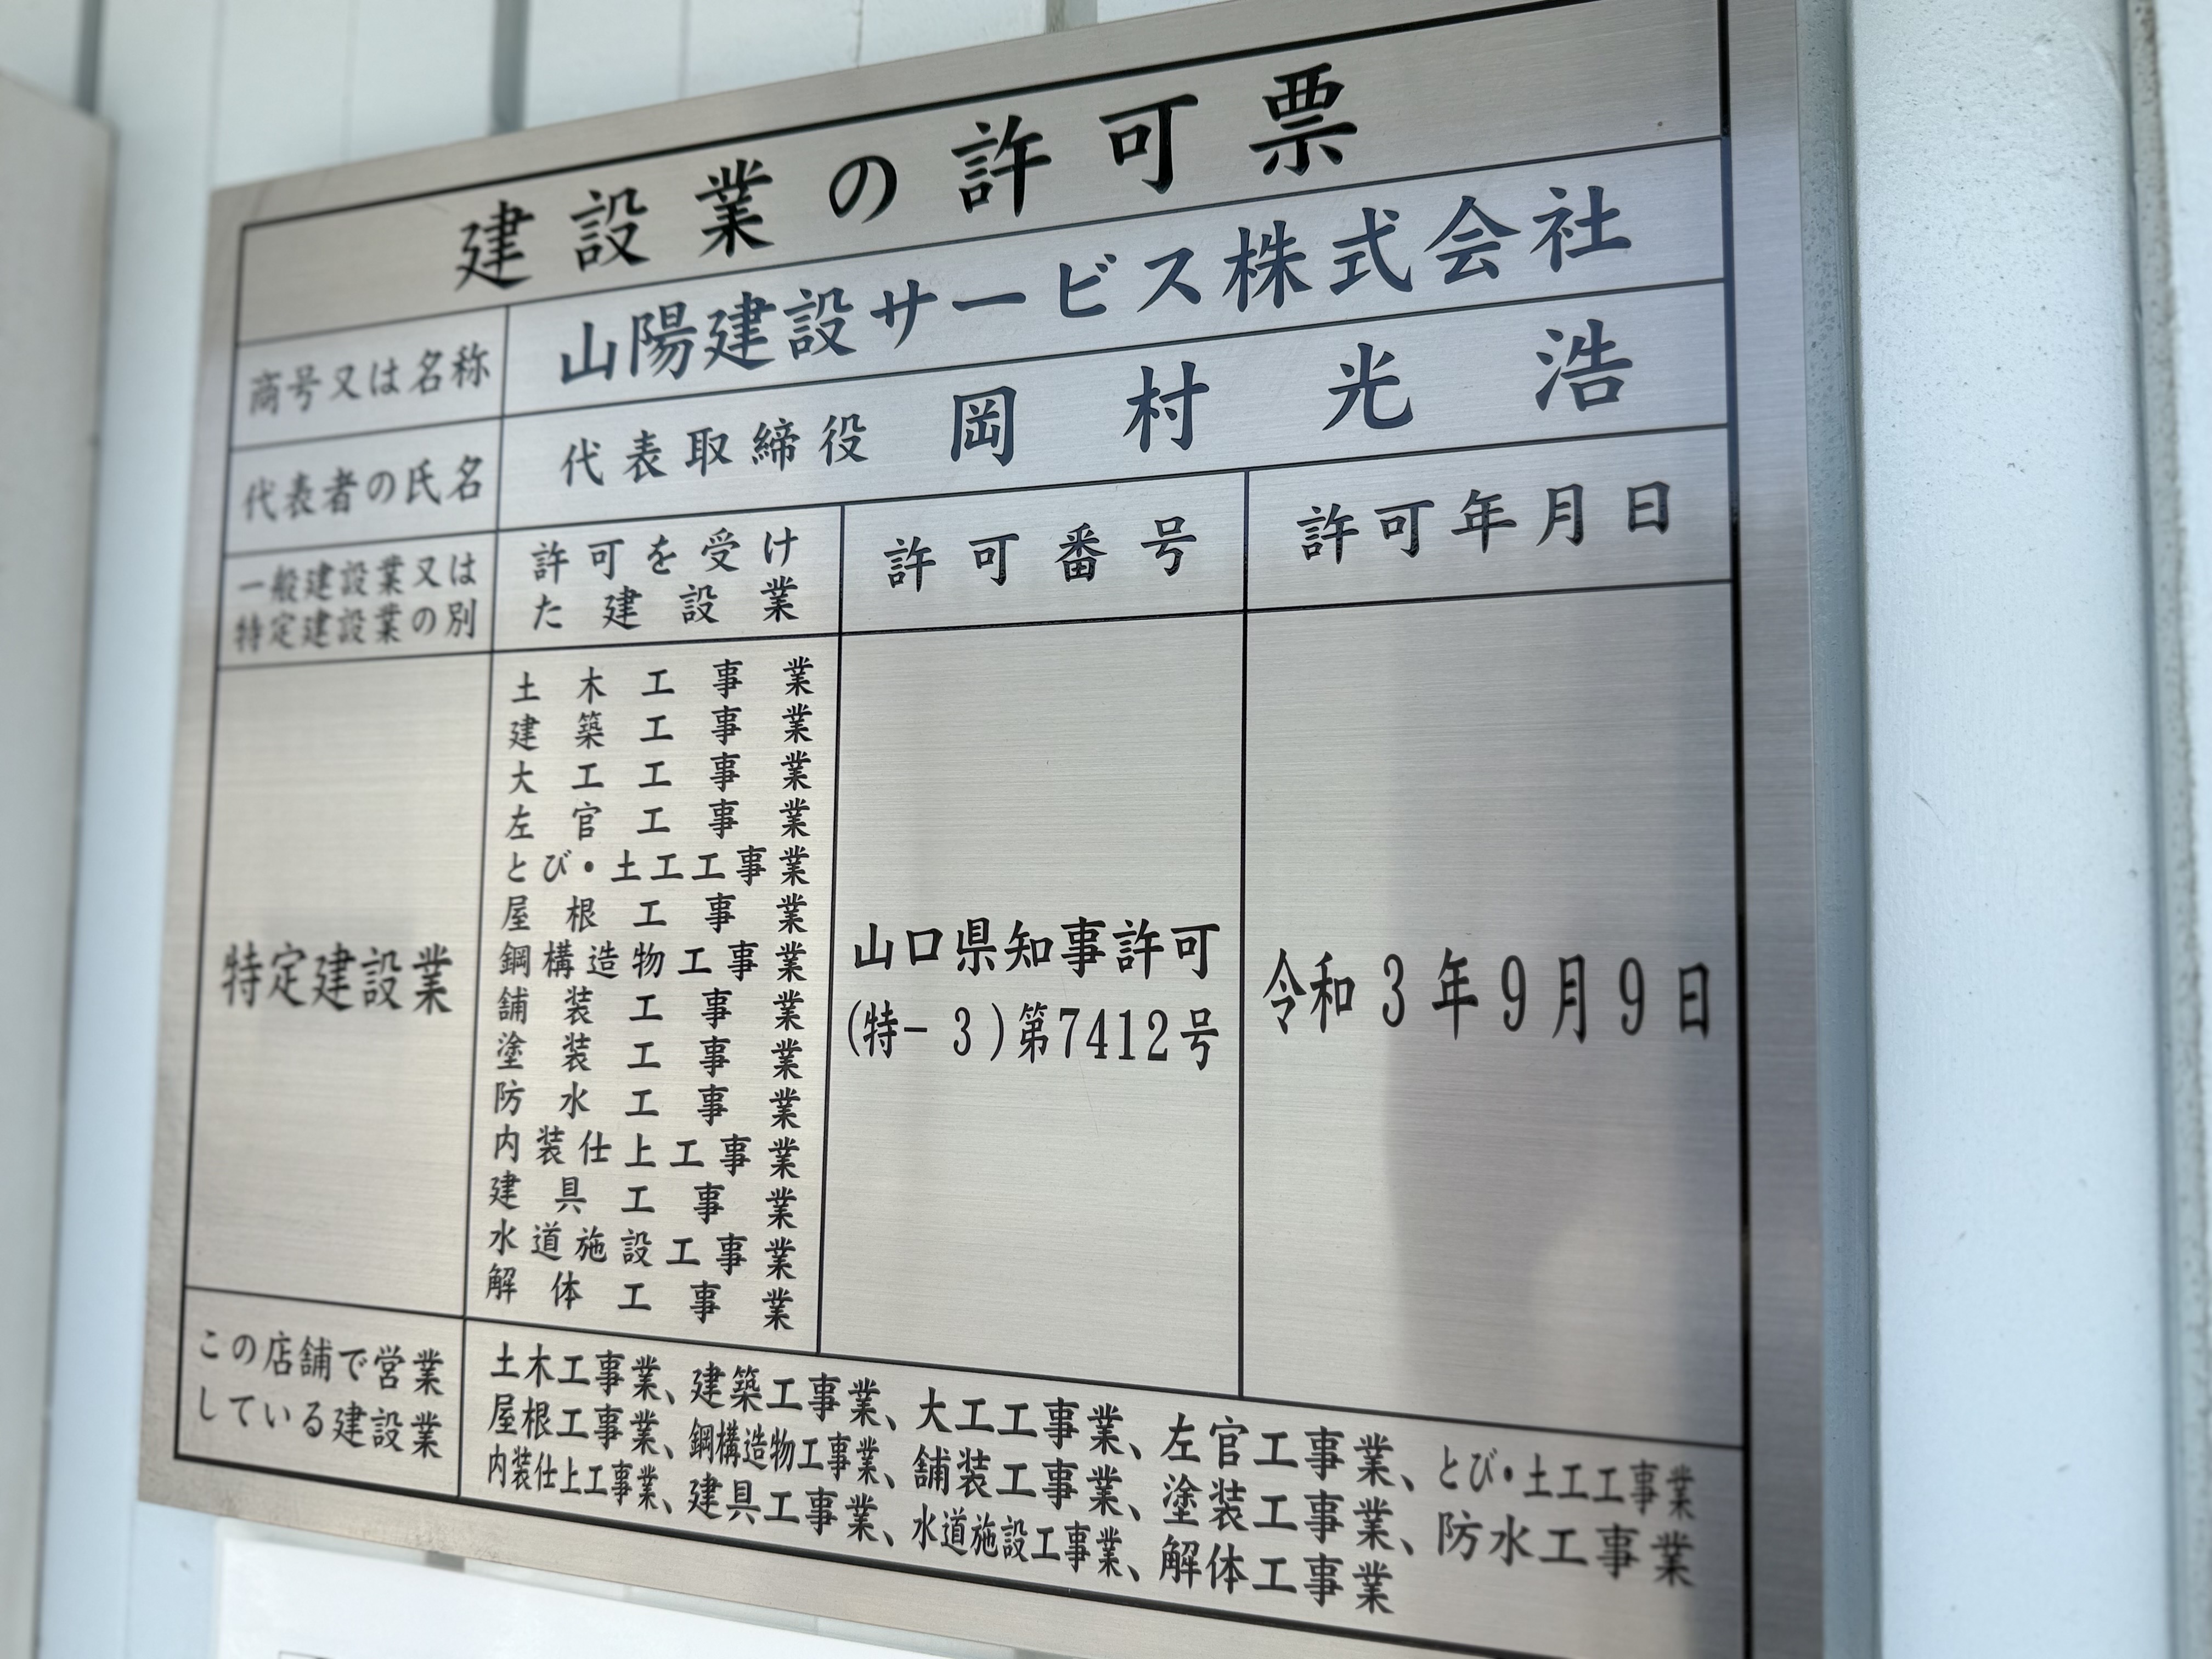 建設業の許可票
商号又は名称
山陽建設サービス株式会社
代表者の氏名
代表取締役 岡村光浩
一般建設業又は
特定建設業の別
許可を受け
た建設業
許可番号
許可年月日
特定建設業
土木工事業
建築工事業
大工工事業
左官工事業
とび・土工工事業
屋根工事業
鋼構造物工事業
舗装工事業
塗装工事業
防水工事業
内装仕上工事業
建具工事業
水道施設工事業
解体工事業
山口県知事許可
(特-3)第7412号
令和3年9月9日
この店舗で営業
している建設業
土木工事業、建築工事業、大工工事業、左官工事業、とび・土工工事業
屋根工事業、鋼構造物工事業、舗装工事業、塗装工事業、防水工事業
内装仕上工事業、建具工事業、水道施設工事業、解体工事業